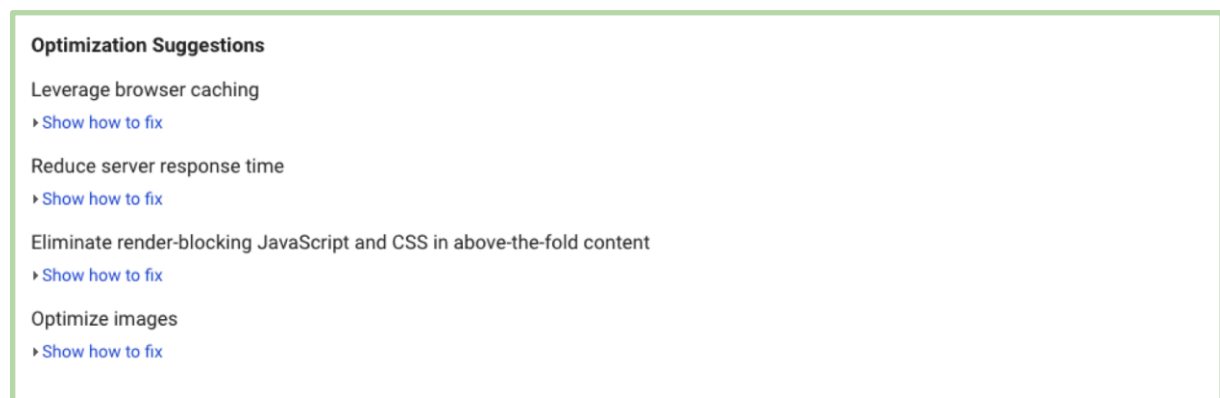 Optimization Suggestions
Leverage browser caching
Show how to fix
Reduce server response time
Show how to fix
Eliminate render-blocking JavaScript and CSS in above-the-fold content
Show how to fix
Optimize images
Show how to fix